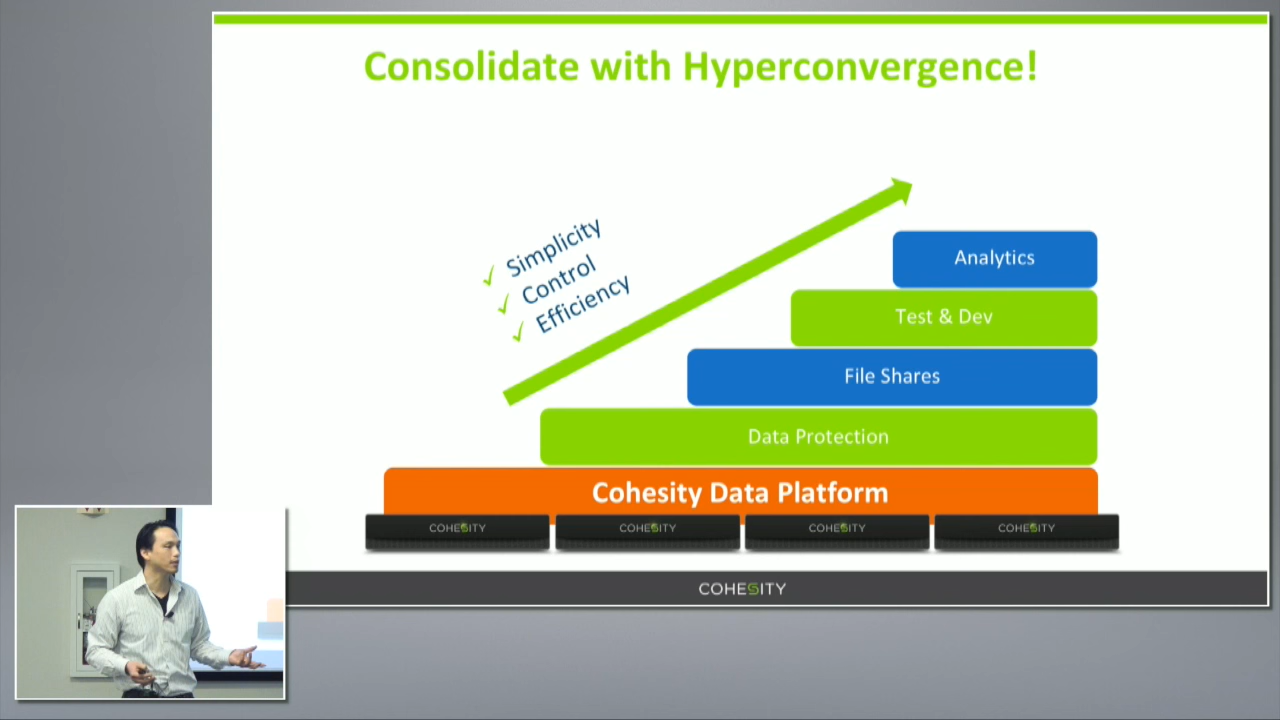 Consolidate with Hyperconvergence!
✓ Simplicity
✓ Control
✓ Efficiency
Analytics
Test & Dev
File Shares
Data Protection
Cohesity Data Platform
COHESITY
COHESITY
COHESITY
COHESITY
COHESITY